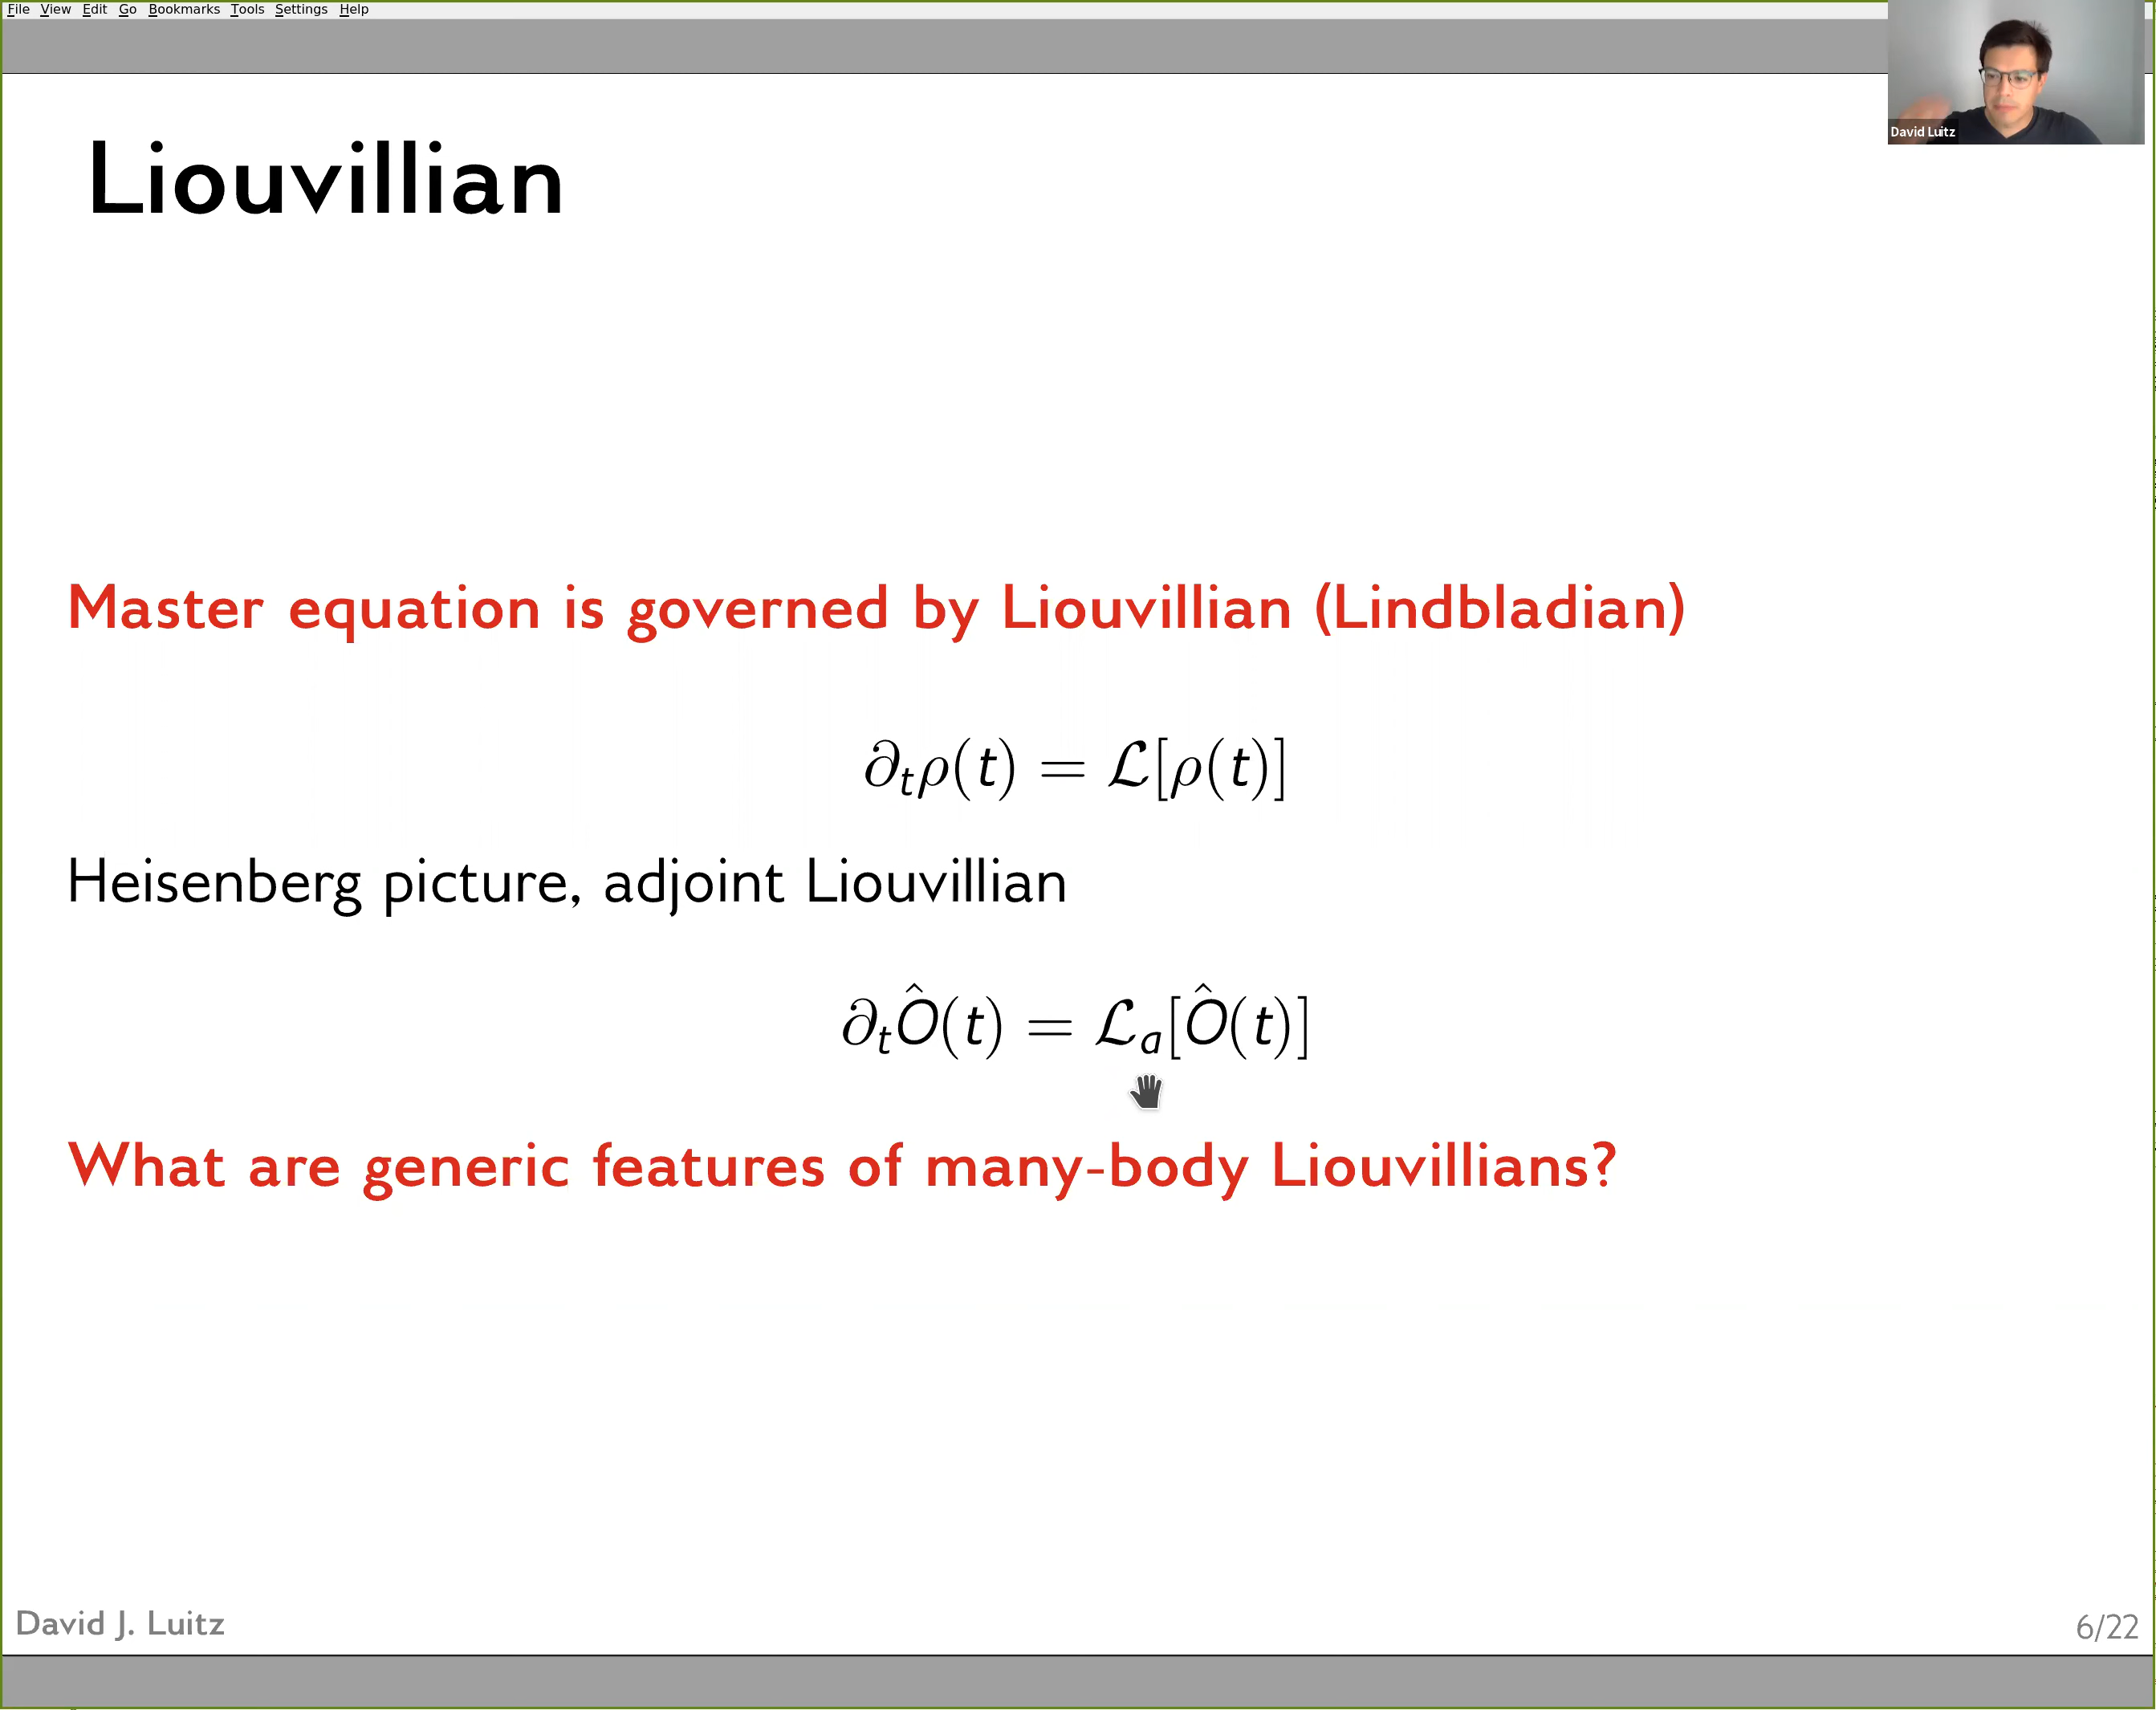 File View Edit Go Bookmarks Tools Settings Help
David Luitz
Liouvillian
Master equation is governed by Liouvillian (Lindbladian)
∂ₜρ(t) = ℒ[ρ(t)]
Heisenberg picture, adjoint Liouvillian
∂ₜÔ(t) = ℒₐ[Ô(t)]
What are generic features of many-body Liouvillians?
David J. Luitz
6/22